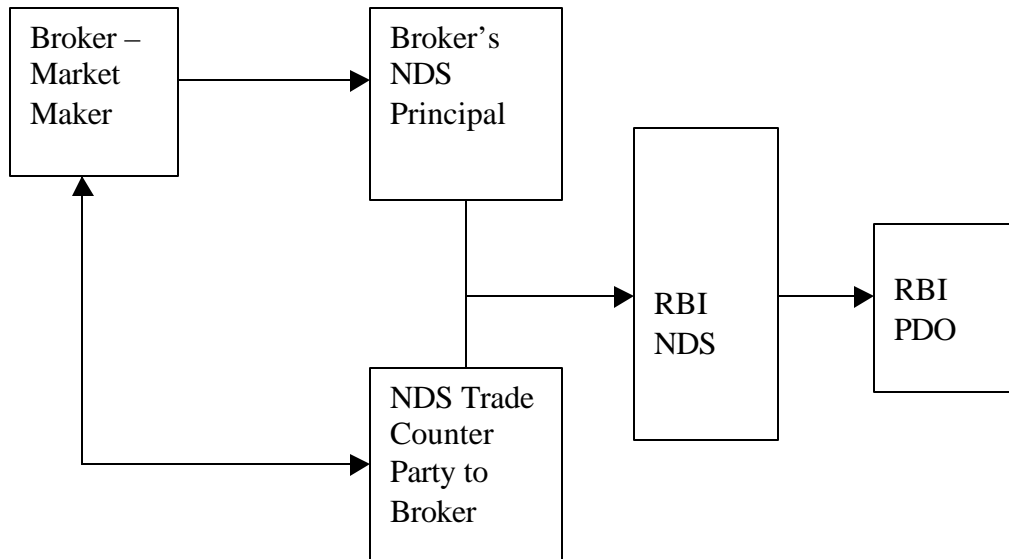 Broker –
Market
Maker
Broker’s
NDS
Principal
RBI
NDS
RBI
PDO
NDS Trade
Counter
Party to
Broker